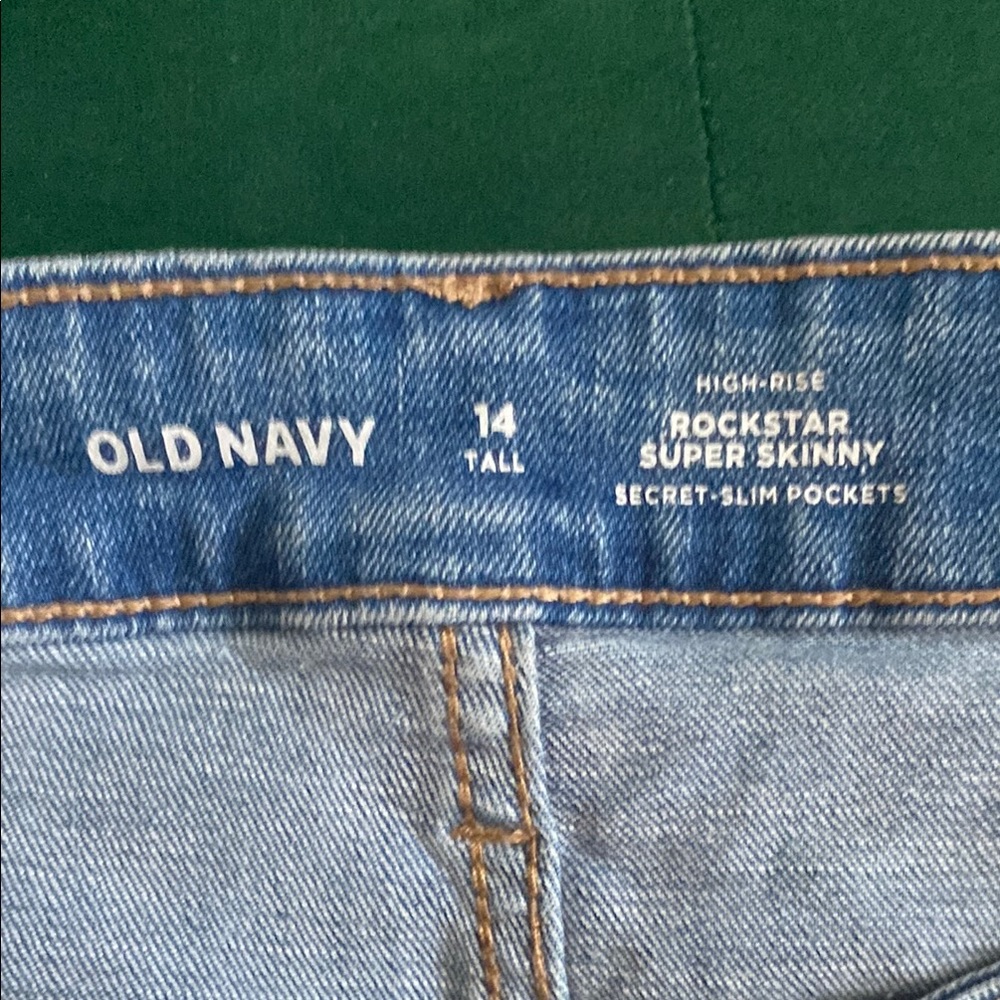 OLD NAVY
14
TALL
HIGH-RISE
ROCKSTAR
SUPER SKINNY
SECRET-SLIM POCKETS